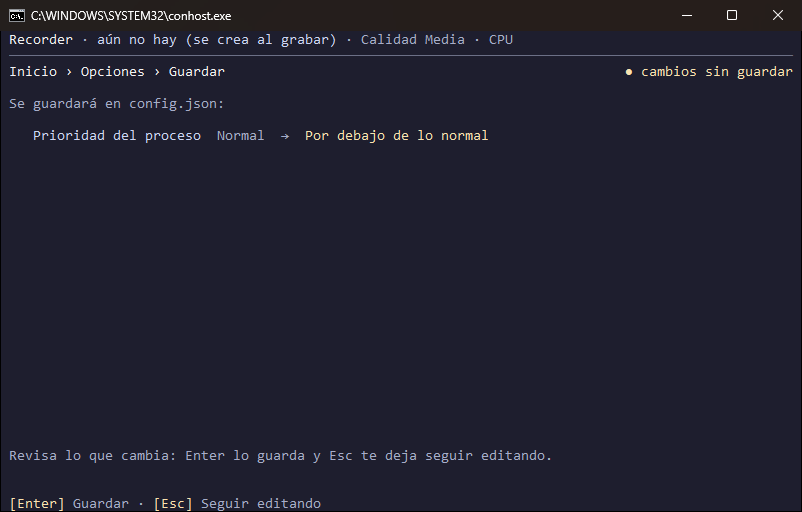 C:\WINDOWS\SYSTEM32\conhost.exe
Recorder · aún no hay (se crea al grabar) · Calidad Media · CPU
Inicio › Opciones › Guardar ● cambios sin guardar
Se guardará en config.json:
Prioridad del proceso Normal → Por debajo de lo normal
Revisa lo que cambia: Enter lo guarda y Esc te deja seguir editando.
[Enter] Guardar · [Esc] Seguir editando